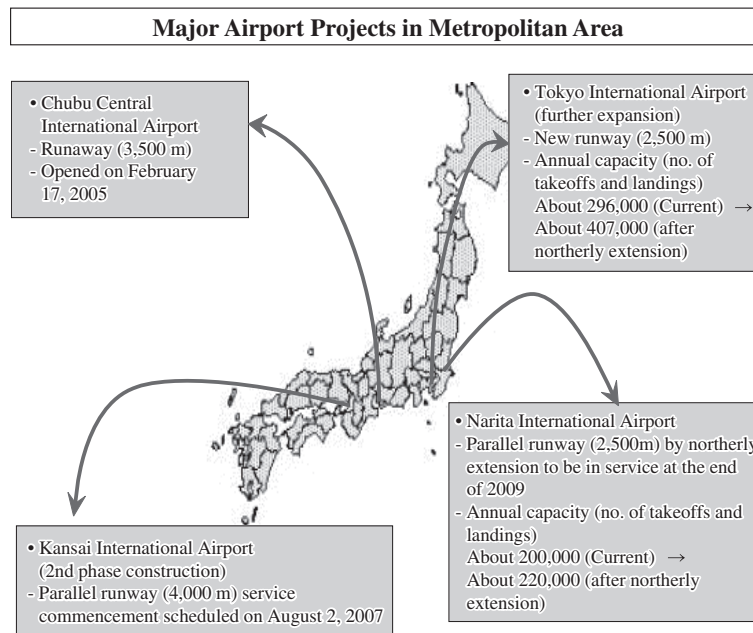 Major Airport Projects in Metropolitan Area
• Chubu Central
International Airport
- Runaway (3,500 m)
- Opened on February
17, 2005
• Tokyo International Airport
(further expansion)
- New runway (2,500 m)
- Annual capacity (no. of
takeoffs and landings)
About 296,000 (Current) →
About 407,000 (after
northerly extension)
• Narita International Airport
- Parallel runway (2,500m) by northerly
extension to be in service at the end
of 2009
- Annual capacity (no. of takeoffs and
landings)
About 200,000 (Current) →
About 220,000 (after northerly
extension)
• Kansai International Airport
(2nd phase construction)
- Parallel runway (4,000 m) service
commencement scheduled on August 2, 2007